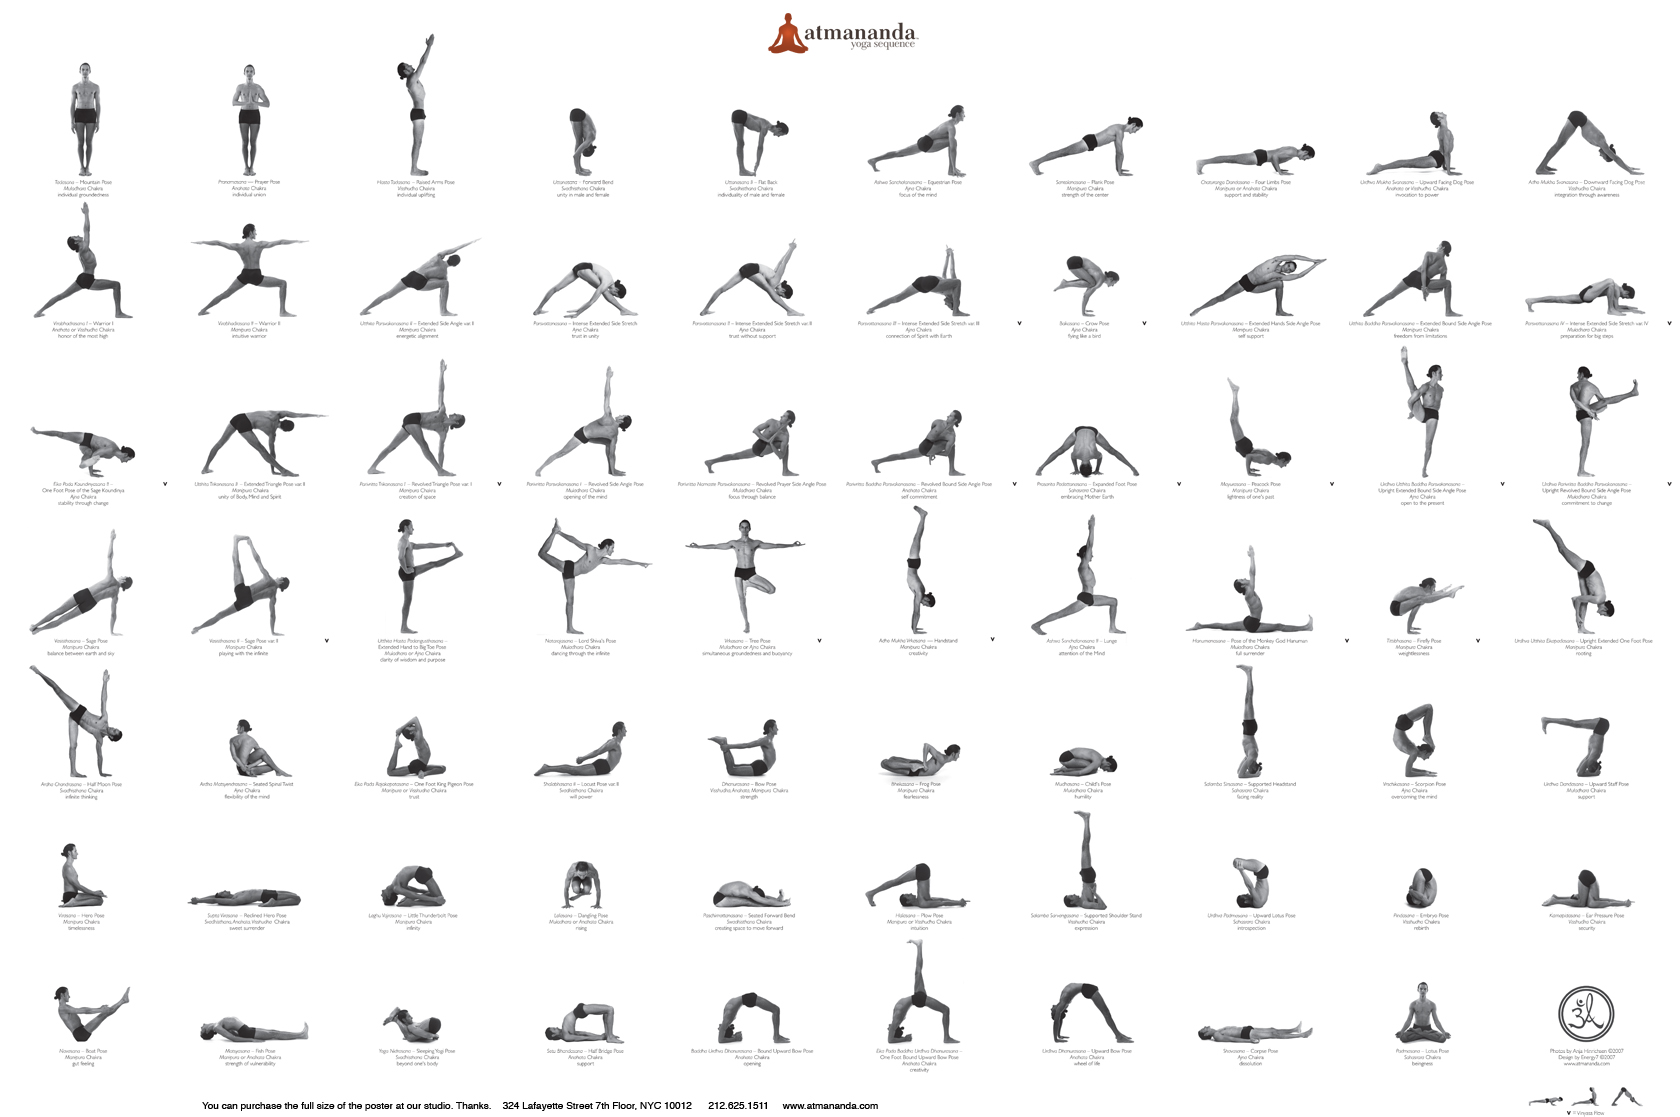 atmananda
yoga sequence
Tadasana – Mountain Pose
Muladhara Chakra
individual groundedness
Pranamasana — Prayer Pose
Anahata Chakra
individual union
Hasta Tadasana – Raised Arms Pose
Vishudha Chakra
individual uplifting
Uttanasana – Forward Bend
Swadhisthana Chakra
unity in male and female
Uttanasana II – Flat Back
Swadhisthana Chakra
individuality of male and female
Ashwa Sanchalanasana – Equestrian Pose
Ajna Chakra
focus of the mind
Santolanasana – Plank Pose
Manipura Chakra
strength of the center
Chaturanga Dandasana – Four Limbs Pose
Manipura or Anahata Chakra
support and stability
Urdhva Mukha Svanasana – Upward Facing Dog Pose
Anahata or Vishudha Chakra
invocation to power
Adho Mukha Svanasana – Downward Facing Dog Pose
Vishudha Chakra
integration through awareness
Virabhadrasana I – Warrior I
Anahata or Vishudha Chakra
honor of the most high
Virabhadrasana II – Warrior II
Manipura Chakra
intuitive warrior
Utthita Parsvakonasana II – Extended Side Angle var. II
Manipura Chakra
energetic alignment
Parsvottanasana – Intense Extended Side Stretch
Ajna Chakra
trust in unity
Parsvottanasana II – Intense Extended Side Stretch var. II
Ajna Chakra
trust without support
Parsvottanasana III – Intense Extended Side Stretch var. III
Ajna Chakra
connection of Spirit with Earth
v
Bakasana – Crow Pose
Ajna Chakra
flying like a bird
Utthita Hasta Parsvakonasana – Extended Hands Side Angle Pose
Manipura Chakra
self support
Utthita Baddha Parsvakonasana – Extended Bound Side Angle Pose
Manipura Chakra
freedom from limitations
Parsvottanasana IV – Intense Extended Side Stretch var. IV
Muladhara Chakra
preparation for big steps
v
Eka Pada Koundinyasana II –
One Foot Pose of the Sage Koundinya
Ajna Chakra
stability through change
v
Utthita Trikonasana II – Extended Triangle Pose var. II
Manipura Chakra
unity of Body, Mind and Spirit
Parivrtta Trikonasana I – Revolved Triangle Pose var. I
Manipura Chakra
creation of space
v
Parivrtta Parsvakonasana I – Revolved Side Angle Pose
Muladhara Chakra
opening of the mind
Parivrtta Namaste Parsvakonasana – Revolved Prayer Side Angle Pose
Muladhara Chakra
focus through balance
Parivrtta Baddha Parsvakonasana – Revolved Bound Side Angle Pose
Anahata Chakra
self commitment
v
Prasarita Padottanasana – Expanded Foot Pose
Sahasrara Chakra
embracing Mother Earth
v
Mayurasana – Peacock Pose
Manipura Chakra
lightness of one's past
v
Urdhva Utthita Baddha Parsvakonasana –
Upright Extended Bound Side Angle Pose
Ajna Chakra
open to the present
v
Urdhva Parivrtta Baddha Parsvakonasana –
Upright Revolved Bound Side Angle Pose
Muladhara Chakra
commitment to change
v
Vasisthasana – Sage Pose
Manipura Chakra
balance between earth and sky
Vasisthasana II – Sage Pose var. II
Manipura Chakra
playing with the infinite
v
Utthita Hasta Padangusthasana –
Extended Hand to Big Toe Pose
Muladhara or Ajna Chakra
clarity of wisdom and purpose
Natarajasana – Lord Shiva's Pose
Muladhara Chakra
dancing through the infinite
Vrksasana – Tree Pose
Muladhara or Ajna Chakra
simultaneous groundedness and buoyancy
v
Adho Mukha Vrksasana — Handstand
Manipura Chakra
creativity
v
Ashwa Sanchalanasana II – Lunge
Ajna Chakra
attention of the Mind
Hanumanasana – Pose of the Monkey God Hanuman
Muladhara Chakra
full surrender
v
Titibhasana – Firefly Pose
Manipura Chakra
weightlessness
v
Urdhva Utthita Ekapadasana – Upright Extended One Foot Pose
Manipura Chakra
rooting
Ardha Chandrasana – Half Moon Pose
Swadhisthana Chakra
infinite thinking
Ardha Matsyendrasana – Seated Spinal Twist
Ajna Chakra
flexibility of the mind
Eka Pada Rajakapotasana – One Foot King Pigeon Pose
Manipura or Vishudha Chakra
trust
Shalabhasana II – Locust Pose var. II
Swadhisthana Chakra
will power
Dhanurasana – Bow Pose
Vishudha Anahata, Manipura Chakra
strength
Bhekasana – Frog Pose
Manipura Chakra
fearlessness
Mudhasana – Child's Pose
Muladhara Chakra
humility
Salamba Sirsasana – Supported Headstand
Sahasrara Chakra
facing reality
Vrschikasana – Scorpion Pose
Ajna Chakra
overcoming the mind
Urdhva Dandasana – Upward Staff Pose
Muladhara Chakra
support
Virasana – Hero Pose
Manipura Chakra
timelessness
Supta Virasana – Reclined Hero Pose
Swadhisthana, Anahata, Vishudha Chakra
sweet surrender
Laghu Vajrasana – Little Thunderbolt Pose
Manipura Chakra
infinity
Lolasana – Dangling Pose
Muladhara or Anahata Chakra
rising
Paschimottanasana – Seated Forward Bend
Swadhisthana Chakra
creating space to move forward
Halasana – Plow Pose
Manipura or Vishudha Chakra
intuition
Salamba Sarvangasana – Supported Shoulder Stand
Vishudha Chakra
expression
Urdhva Padmasana – Upward Lotus Pose
Sahasrara Chakra
introspection
Pindasana – Embryo Pose
Vishudha Chakra
rebirth
Karnapidasana – Ear Pressure Pose
Vishudha Chakra
security
Navasana – Boat Pose
Manipura Chakra
gut feeling
Matsyasana – Fish Pose
Manipura or Anahata Chakra
strength of vulnerability
Yoga Nidrasana – Sleeping Yogi Pose
Swadhisthana Chakra
beyond one's body
Setu Bhandasana – Half Bridge Pose
Anahata Chakra
support
Baddha Urdhva Dhanurasana – Bound Upward Bow Pose
Anahata Chakra
opening
Eka Pada Baddha Urdhva Dhanurasana –
One Foot Bound Upward Bow Pose
Anahata Chakra
creativity
Urdhva Dhanurasana – Upward Bow Pose
Anahata Chakra
wheel of life
Shavasana – Corpse Pose
Ajna Chakra
dissolution
Padmasana – Lotus Pose
Sahasrara Chakra
beingness
Photos by Anja Hinrichsen ©2007
Design by Energy7 ©2007
www.atmananda.com
You can purchase the full size of the poster at our studio. Thanks. 324 Lafayette Street 7th Floor, NYC 10012 212.625.1511 www.atmananda.com
v = Vinyasa Flow